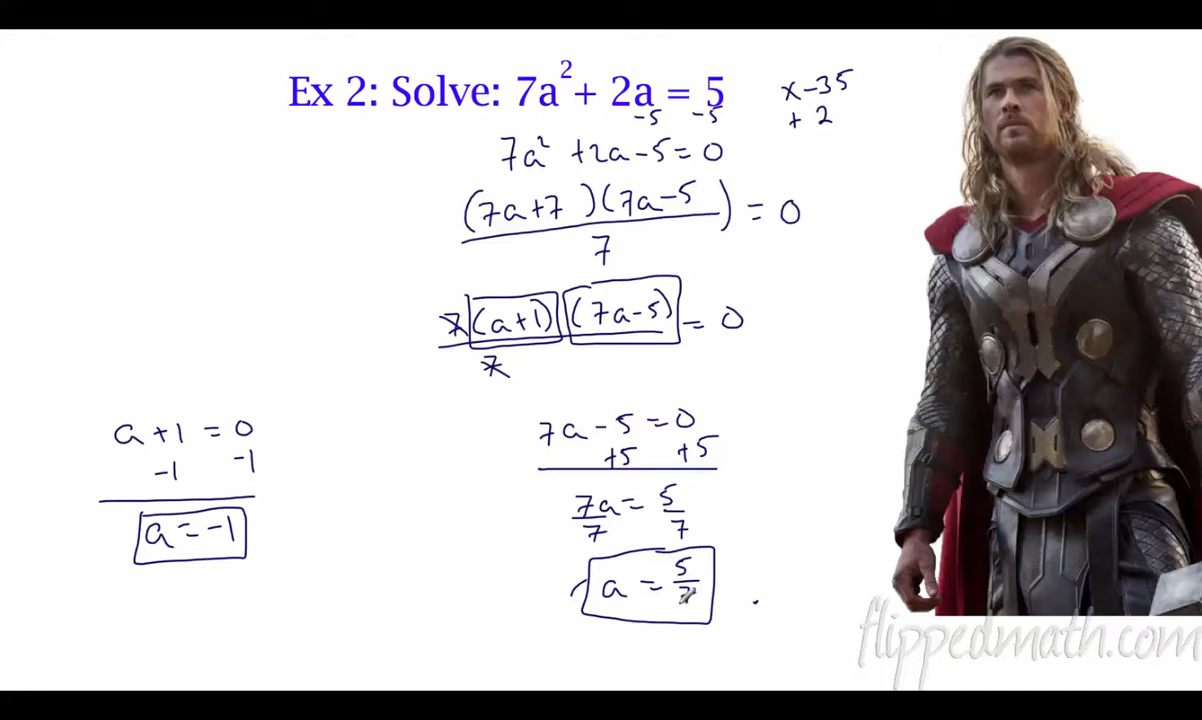 Ex 2: Solve: 7a² + 2a = 5
x -35
+ 2
-5 -5
7a² + 2a - 5 = 0
(7a+7 )(7a-5 ) = 0
7
7(a+1)(7a-5) = 0
7
a + 1 = 0
-1 -1
a = -1
7a - 5 = 0
+5 +5
7a = 5
7 7
a = 5/7
flippedmath.com